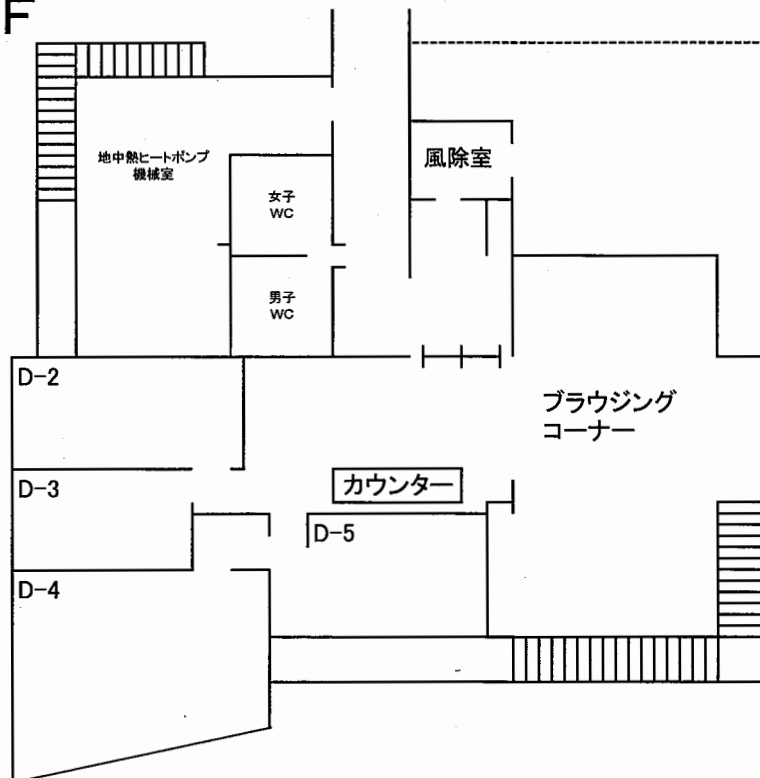 F
地中熱ヒートポンプ
機械室
風除室
女子
WC
男子
WC
D-2
ブラウジング
コーナー
D-3
カウンター
D-5
D-4